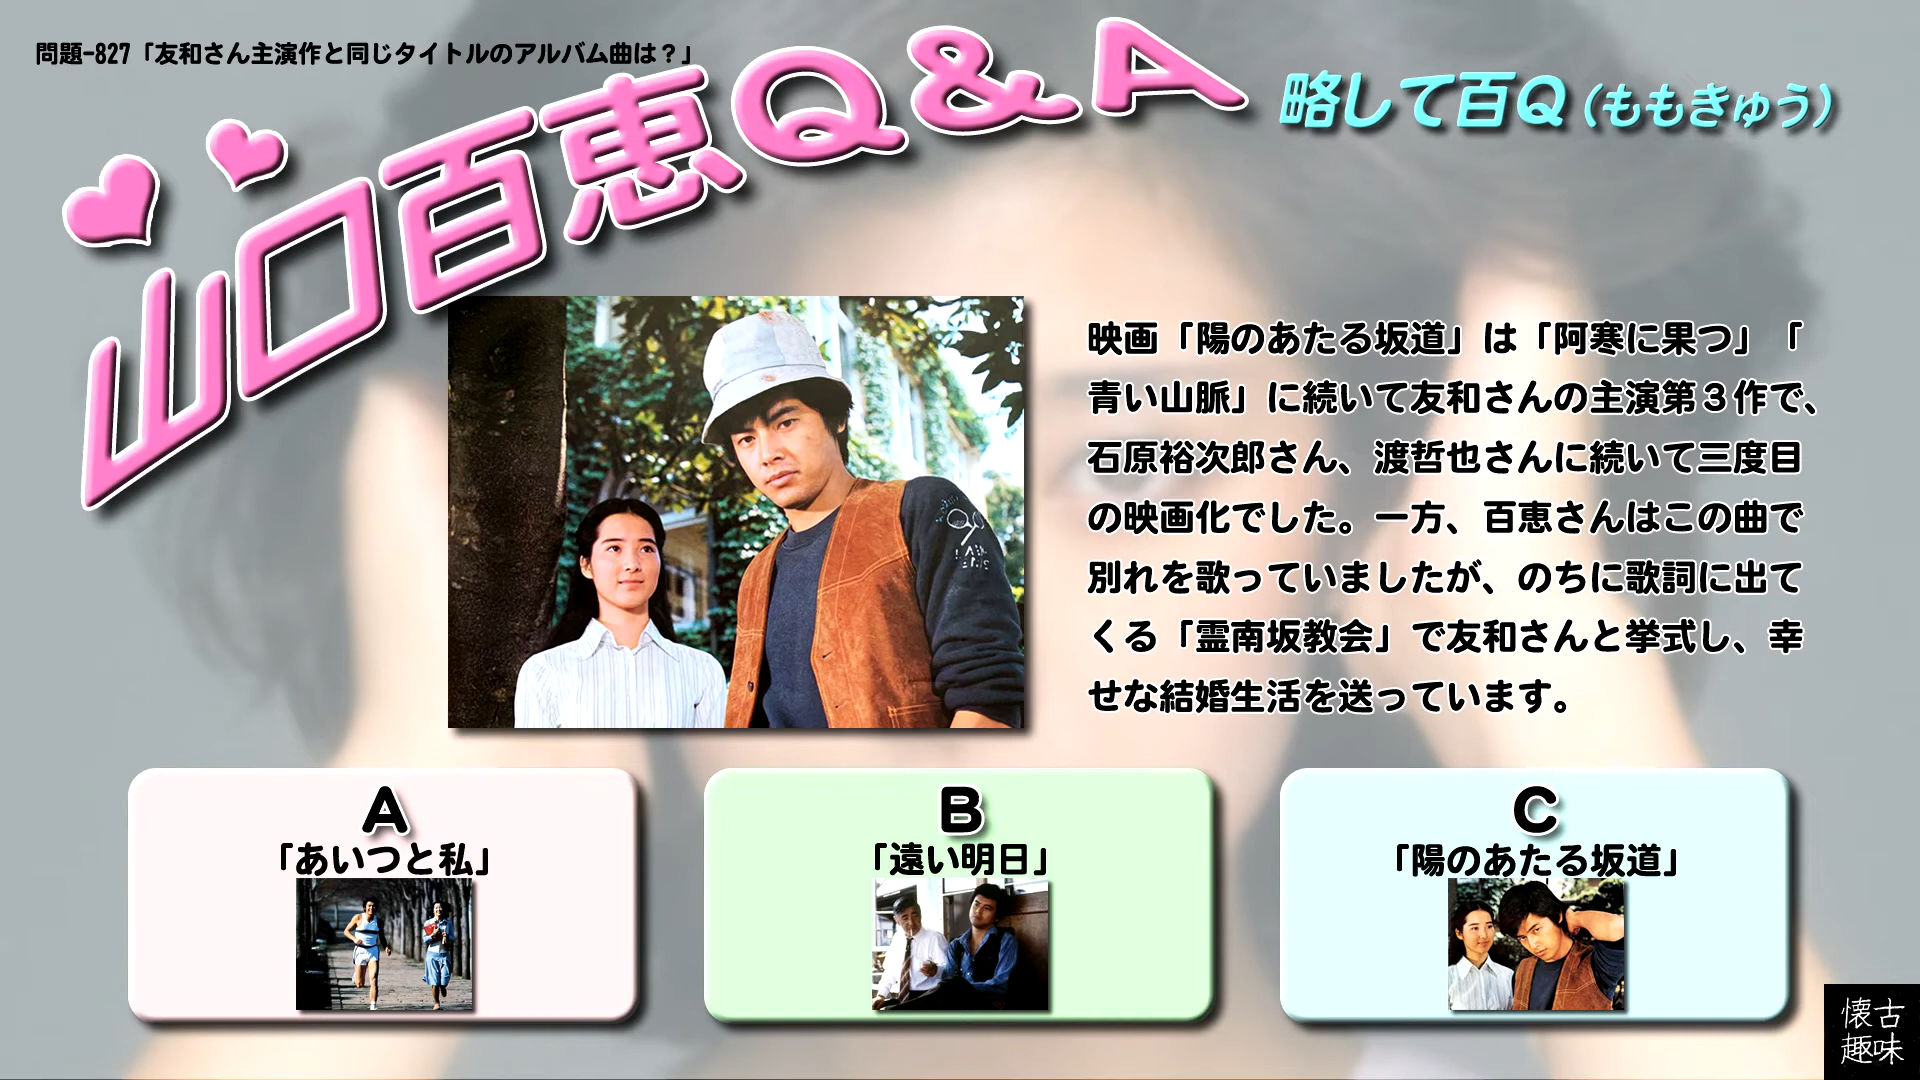 問題-827「友和さん主演作と同じタイトルのアルバム曲は？」
山口百恵Q&A
略して百Q（ももきゅう）
映画「陽のあたる坂道」は「阿寒に果つ」「
青い山脈」に続いて友和さんの主演第３作で、
石原裕次郎さん、渡哲也さんに続いて三度目
の映画化でした。一方、百恵さんはこの曲で
別れを歌っていましたが、のちに歌詞に出て
くる「霊南坂教会」で友和さんと挙式し、幸
せな結婚生活を送っています。
A
「あいつと私」
B
「遠い明日」
C
「陽のあたる坂道」
懐古
趣味